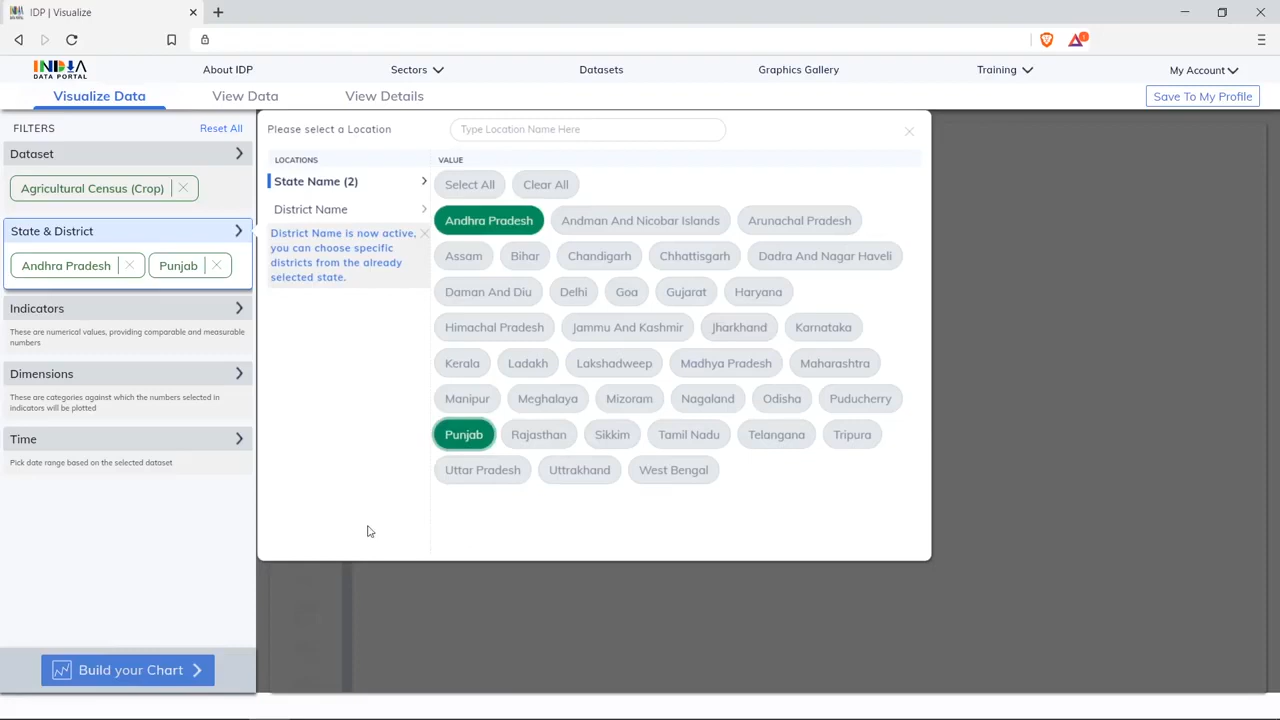 IDP | Visualize
INDIA
DATA PORTAL
About IDP
Sectors
Datasets
Graphics Gallery
Training
My Account
Visualize Data
View Data
View Details
Save To My Profile
FILTERS
Reset All
Dataset
Agricultural Census (Crop)
State & District
Andhra Pradesh
Punjab
Indicators
These are numerical values, providing comparable and measurable
numbers
Dimensions
These are categories against which the numbers selected in
indicators will be plotted
Time
Pick date range based on the selected dataset
Build your Chart
Please select a Location
Type Location Name Here
LOCATIONS
VALUE
State Name (2)
District Name
District Name is now active,
you can choose specific
districts from the already
selected state.
Select All Clear All
Andhra Pradesh Andman And Nicobar Islands Arunachal Pradesh
Assam Bihar Chandigarh Chhattisgarh Dadra And Nagar Haveli
Daman And Diu Delhi Goa Gujarat Haryana
Himachal Pradesh Jammu And Kashmir Jharkhand Karnataka
Kerala Ladakh Lakshadweep Madhya Pradesh Maharashtra
Manipur Meghalaya Mizoram Nagaland Odisha Puducherry
Punjab Rajasthan Sikkim Tamil Nadu Telangana Tripura
Uttar Pradesh Uttrakhand West Bengal